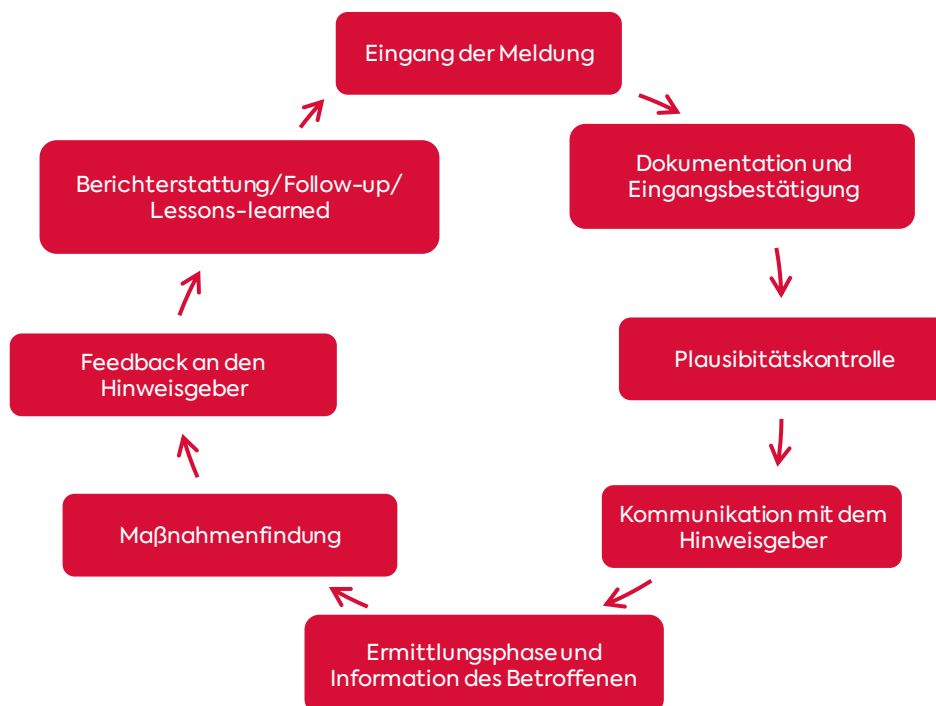 Eingang der Meldung
Dokumentation und
Eingangsbestätigung
Plausibitätskontrolle
Kommunikation mit dem
Hinweisgeber
Ermittlungsphase und
Information des Betroffenen
Maßnahmenfindung
Feedback an den
Hinweisgeber
Berichterstattung/Follow-up/
Lessons-learned